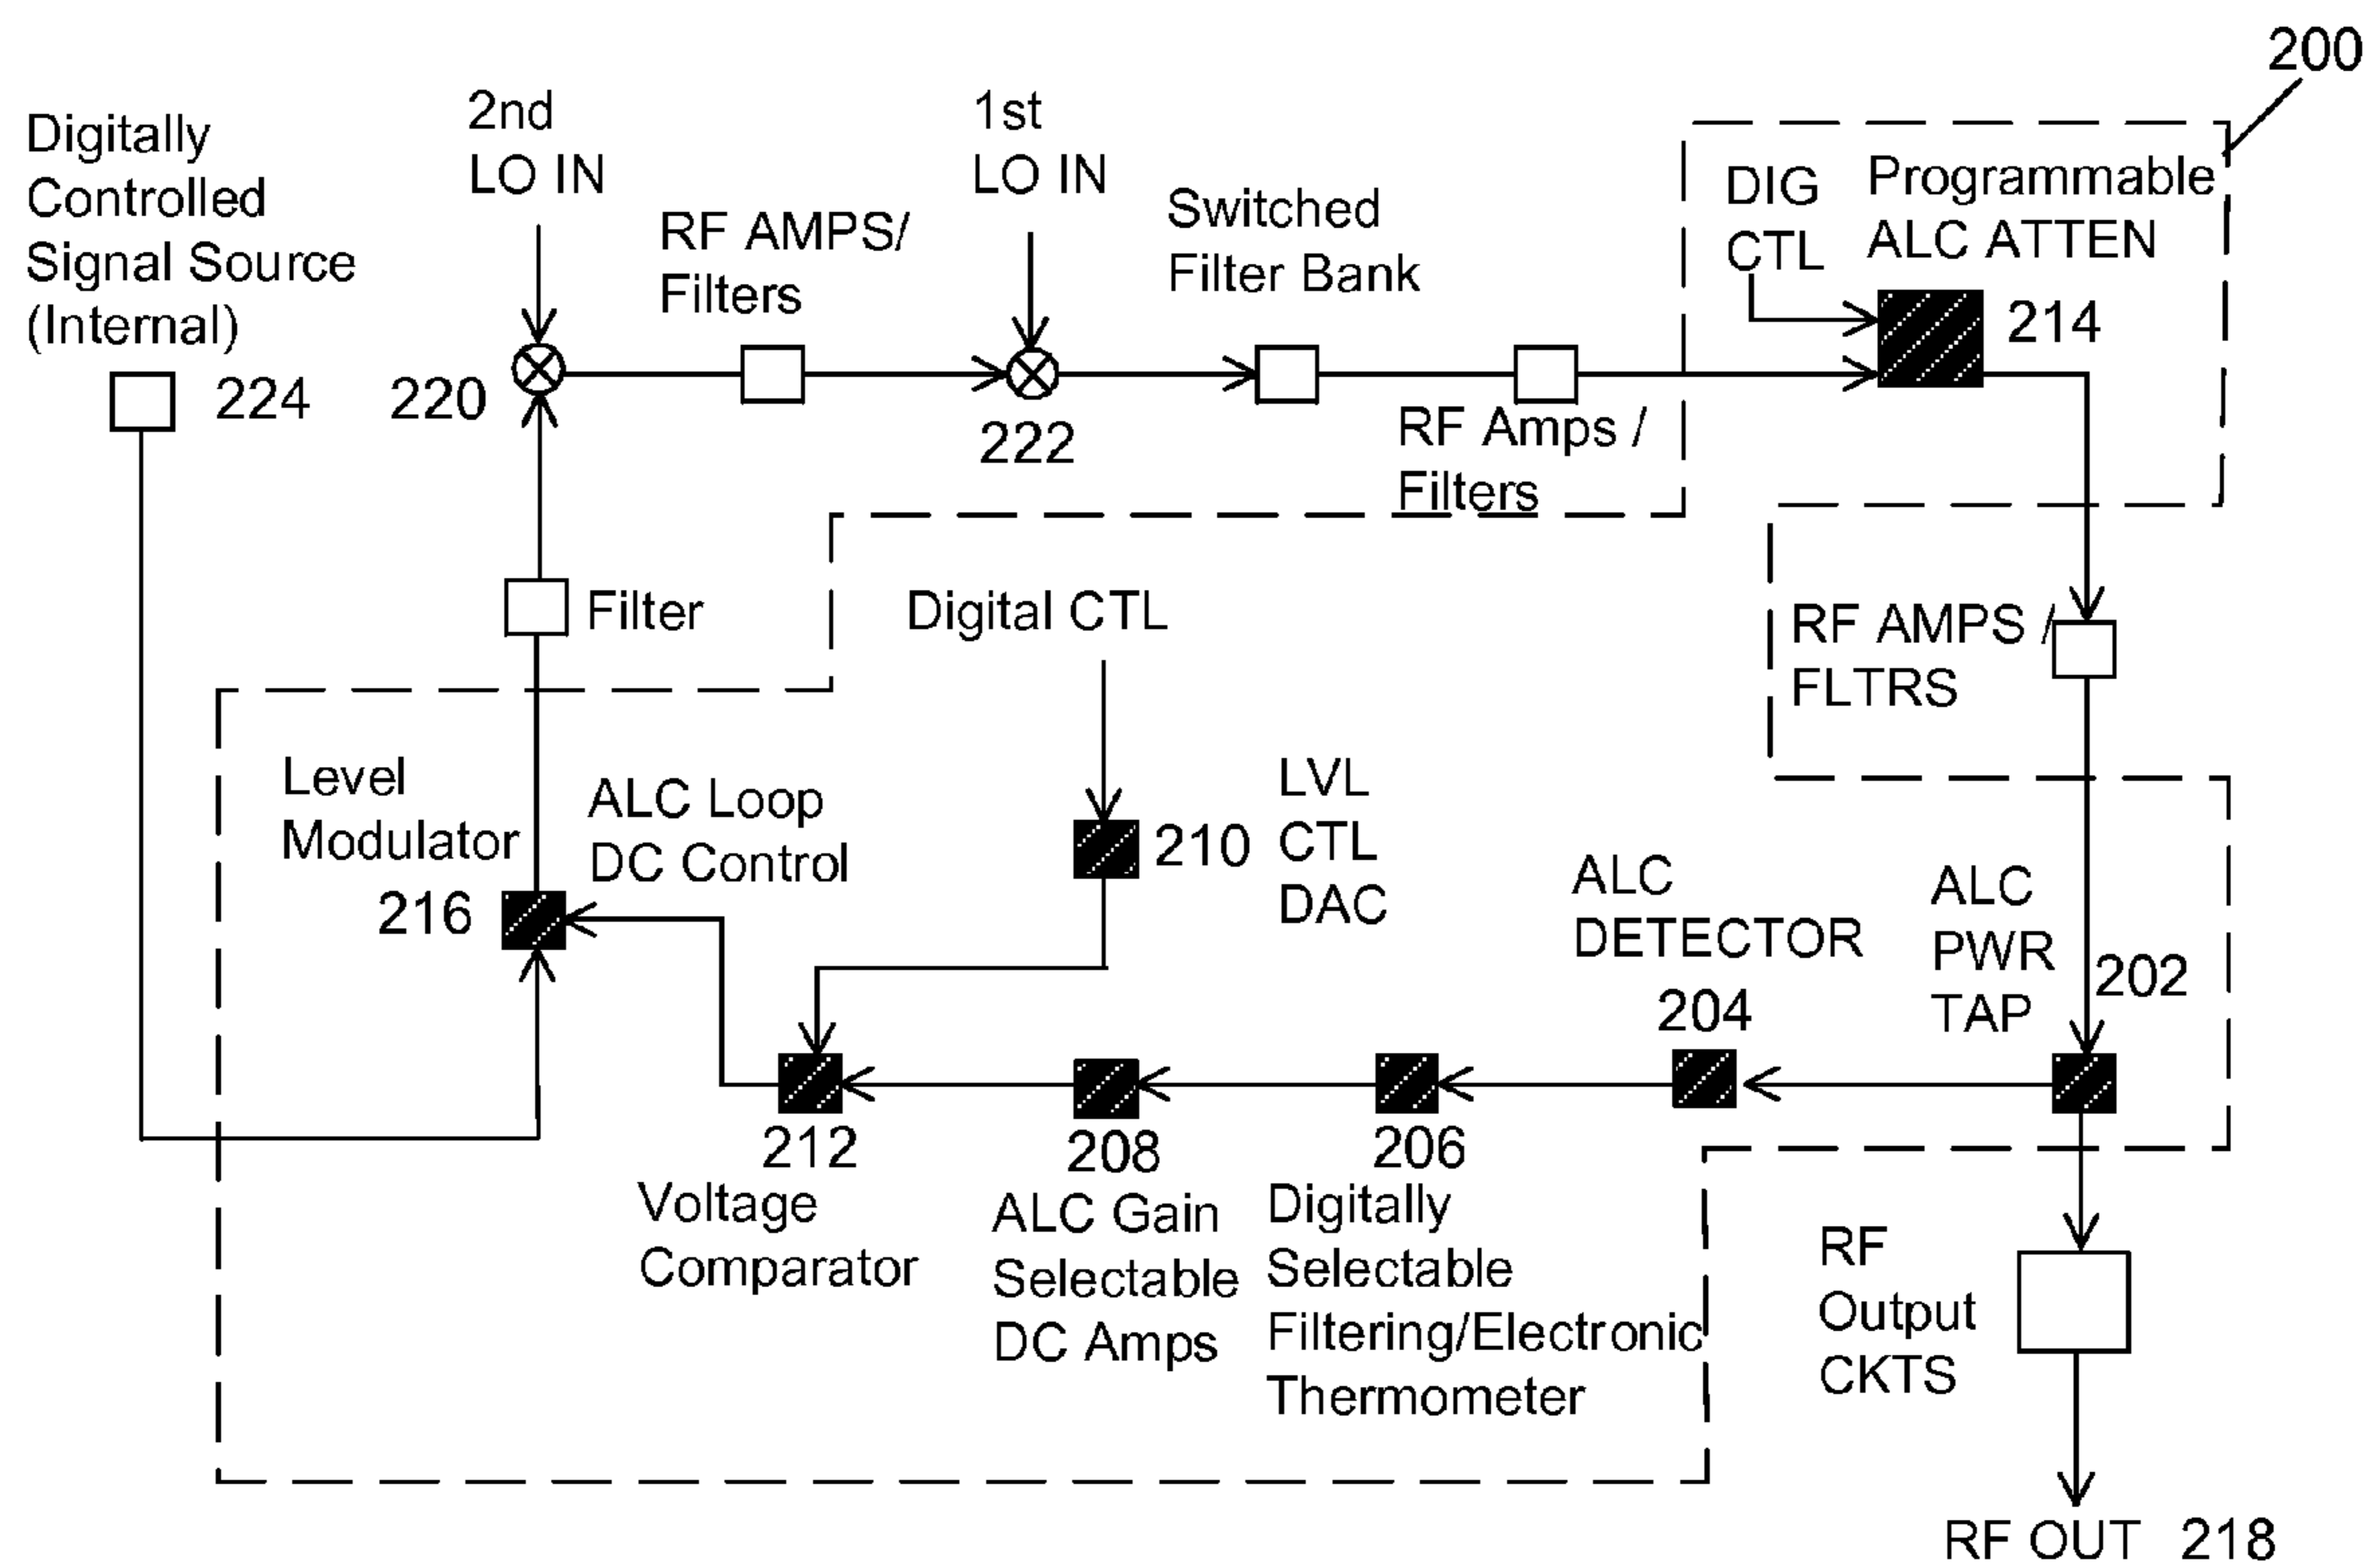 200
Digitally
Controlled
Signal Source
(Internal)
224
2nd
LO IN
220
RF AMPS/
Filters
1st
LO IN
222
Switched
Filter Bank
RF Amps /
Filters
DIG
CTL
Programmable
ALC ATTEN
214
Filter
Digital CTL
RF AMPS /
FLTRS
Level
Modulator
216
ALC Loop
DC Control
210
LVL
CTL
DAC
ALC
DETECTOR
204
ALC
PWR
TAP
202
212
Voltage
Comparator
208
ALC Gain
Selectable
DC Amps
206
Digitally
Selectable
Filtering/Electronic
Thermometer
RF
Output
CKTS
RF OUT 218